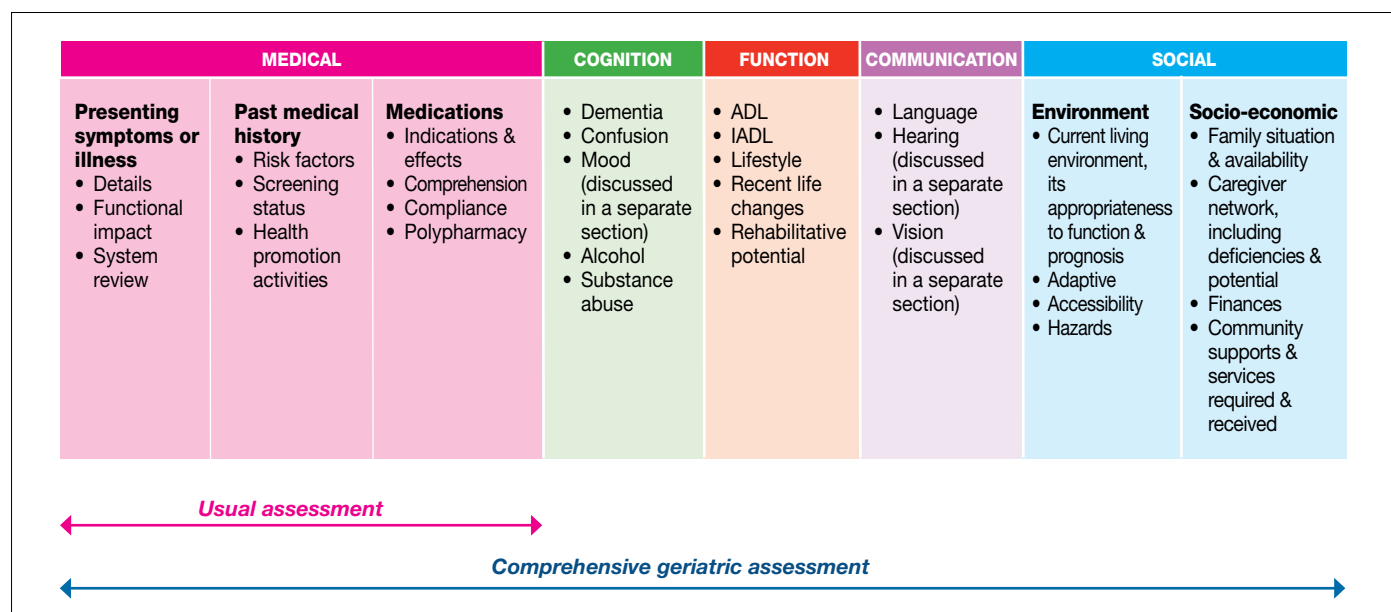 MEDICAL
COGNITION
FUNCTION
COMMUNICATION
SOCIAL
Presenting
symptoms or
illness
• Details
• Functional
impact
• System
review
Past medical
history
• Risk factors
• Screening
status
• Health
promotion
activities
Medications
• Indications &
effects
• Comprehension
• Compliance
• Polypharmacy
• Dementia
• Confusion
• Mood
(discussed
in a separate
section)
• Alcohol
• Substance
abuse
• ADL
• IADL
• Lifestyle
• Recent life
changes
• Rehabilitative
potential
• Language
• Hearing
(discussed
in a separate
section)
• Vision
(discussed
in a separate
section)
Environment
• Current living
environment,
its
appropriateness
to function &
prognosis
• Adaptive
• Accessibility
• Hazards
Socio-economic
• Family situation
& availability
• Caregiver
network,
including
deficiencies &
potential
• Finances
• Community
supports &
services
required &
received
Usual assessment
Comprehensive geriatric assessment